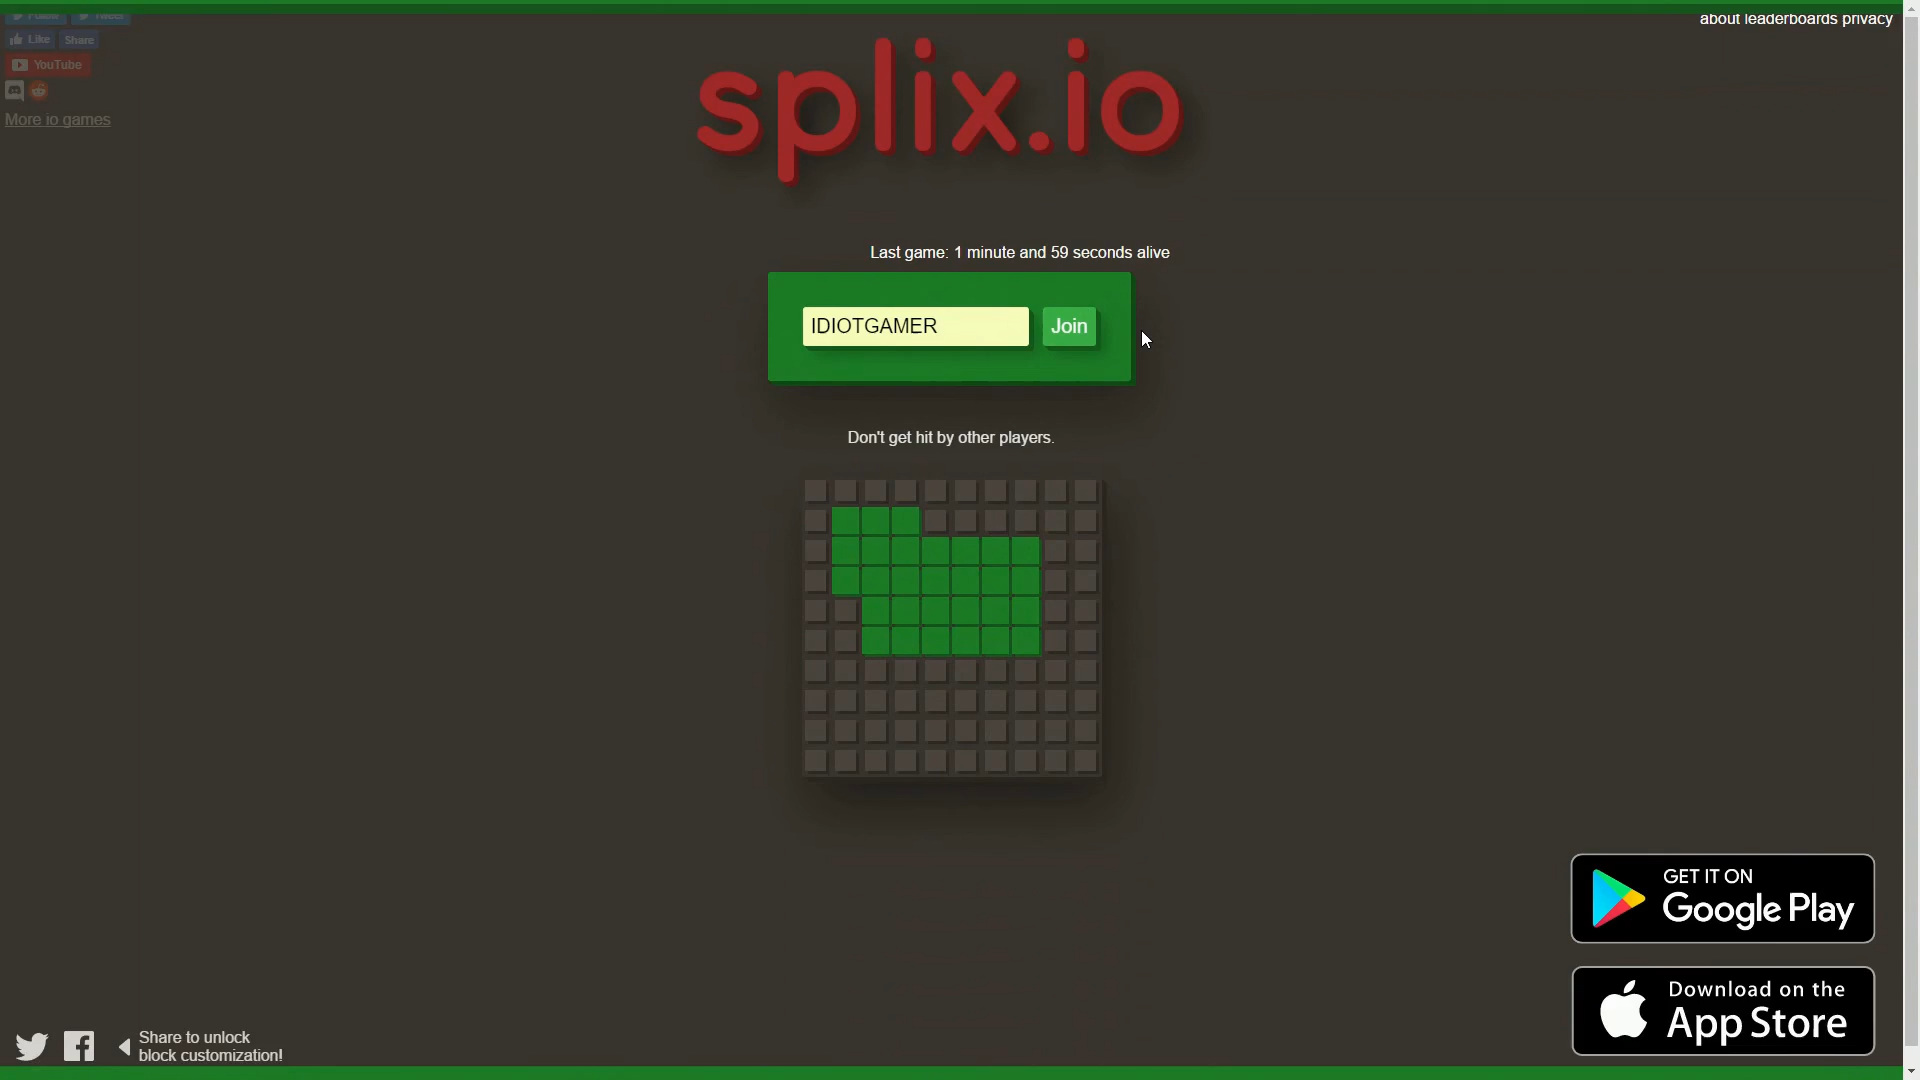 Follow Tweet
about leaderboards privacy
Like Share
YouTube
More io games
splix.io
Last game: 1 minute and 59 seconds alive
IDIOTGAMER
Join
Don't get hit by other players.
GET IT ON
Google Play
Download on the
App Store
Share to unlock
block customization!